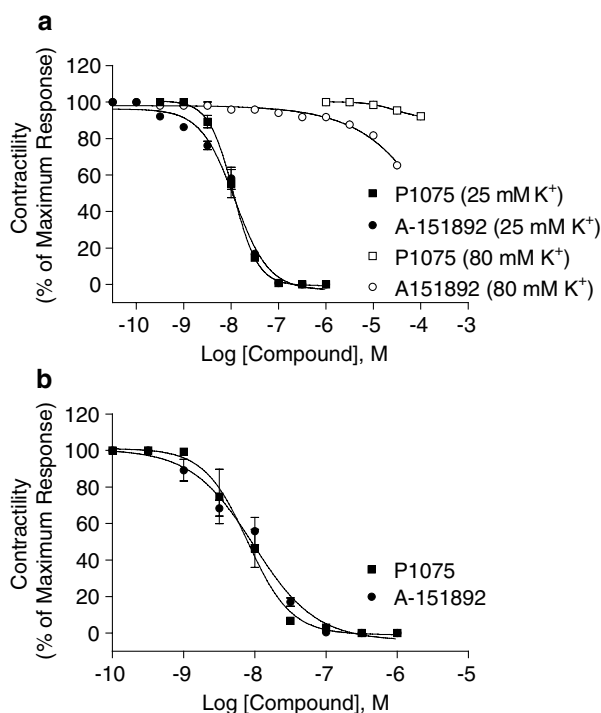 a
120
100
80
60
40
20
0
Contractility
(% of Maximum Response)
-10 -9 -8 -7 -6 -5 -4 -3
Log [Compound], M
P1075 (25 mM K⁺)
A-151892 (25 mM K⁺)
P1075 (80 mM K⁺)
A151892 (80 mM K⁺)
b
120
100
80
60
40
20
0
Contractility
(% of Maximum Response)
-10 -9 -8 -7 -6 -5
Log [Compound], M
P1075
A-151892